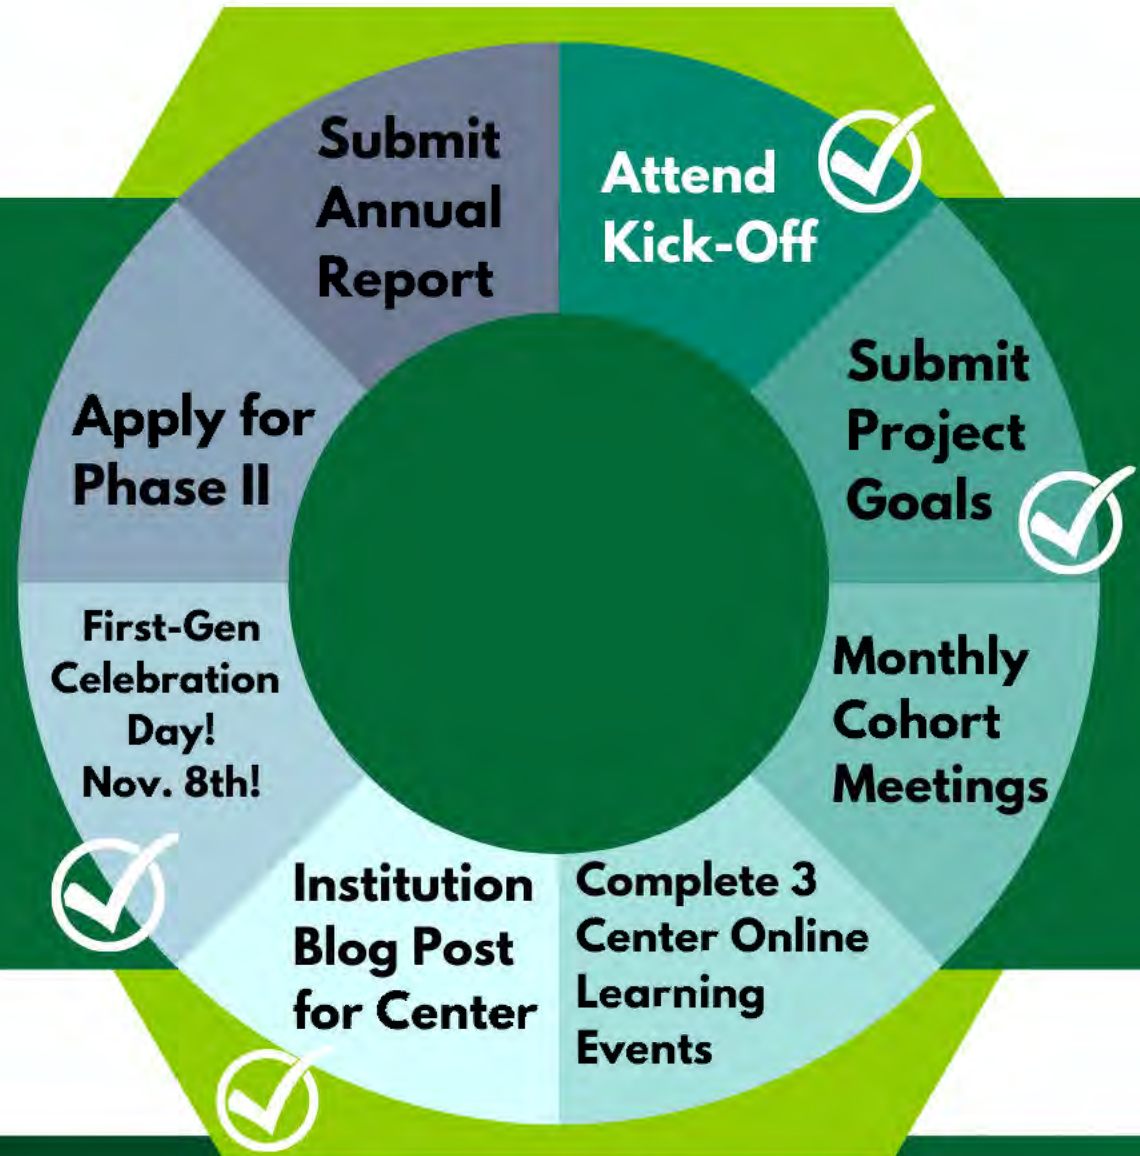 Attend
Kick-Off
Submit
Project
Goals
Monthly
Cohort
Meetings
Complete 3
Center Online
Learning
Events
Institution
Blog Post
for Center
First-Gen
Celebration
Day!
Nov. 8th!
Apply for
Phase II
Submit
Annual
Report